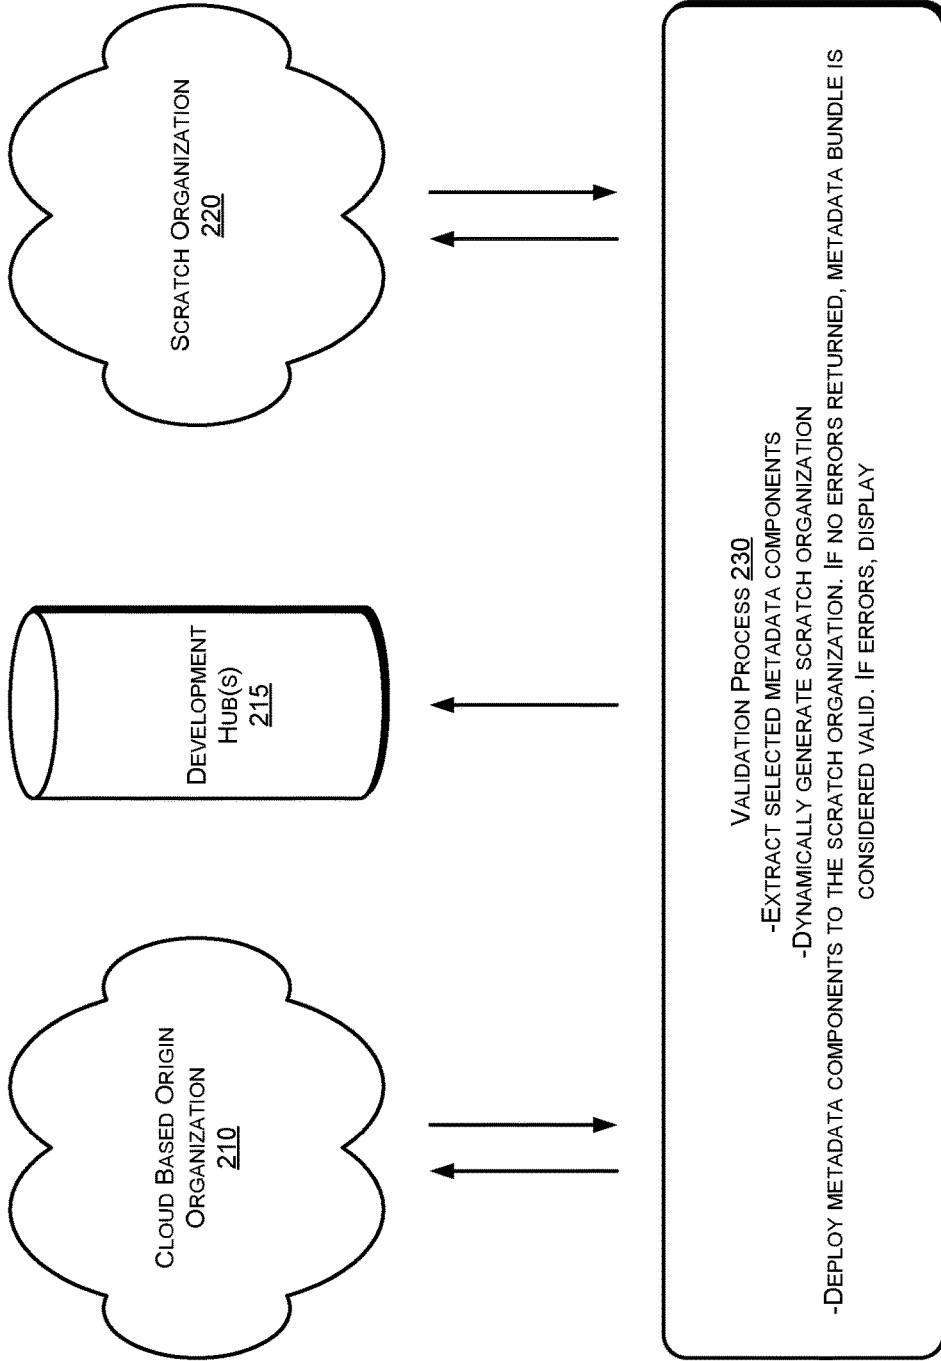 Cloud Based Origin
Organization
210
Development
Hub(s)
215
Scratch Organization
220
Validation Process 230
-Extract selected metadata components
-Dynamically generate scratch organization
-Deploy metadata components to the scratch organization. If no errors returned, metadata bundle is
considered valid. If errors, display